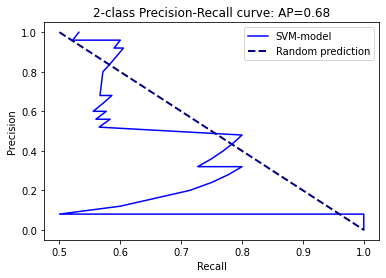 2-class Precision-Recall curve: AP=0.68
SVM-model
Random prediction
Precision
1.0
0.8
0.6
0.4
0.2
0.0
0.5 0.6 0.7 0.8 0.9 1.0
Recall